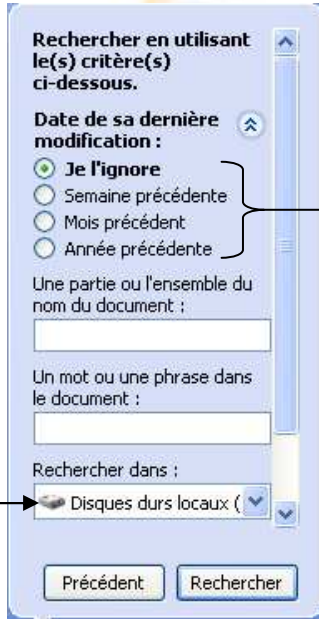 Rechercher en utilisant
le(s) critère(s)
ci-dessous.
Date de sa dernière
modification :
Je l'ignore
Semaine précédente
Mois précédent
Année précédente
Une partie ou l'ensemble du
nom du document :
Un mot ou une phrase dans
le document :
Rechercher dans :
Disques durs locaux (
Précédent
Rechercher